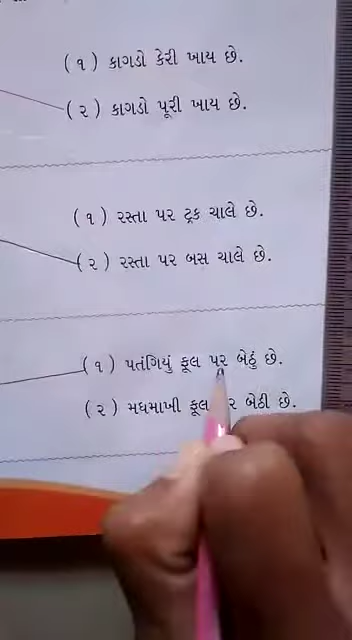 (૧) કાગડો કેરી ખાય છે.
(૨) કાગડો પૂરી ખાય છે.
(૧) રસ્તા પર ટ્રક ચાલે છે.
(૨) રસ્તા પર બસ ચાલે છે.
(૧) પતંગિયું ફૂલ પર બેઠું છે.
(૨) મધમાખી ફૂલ બેઠી છે.